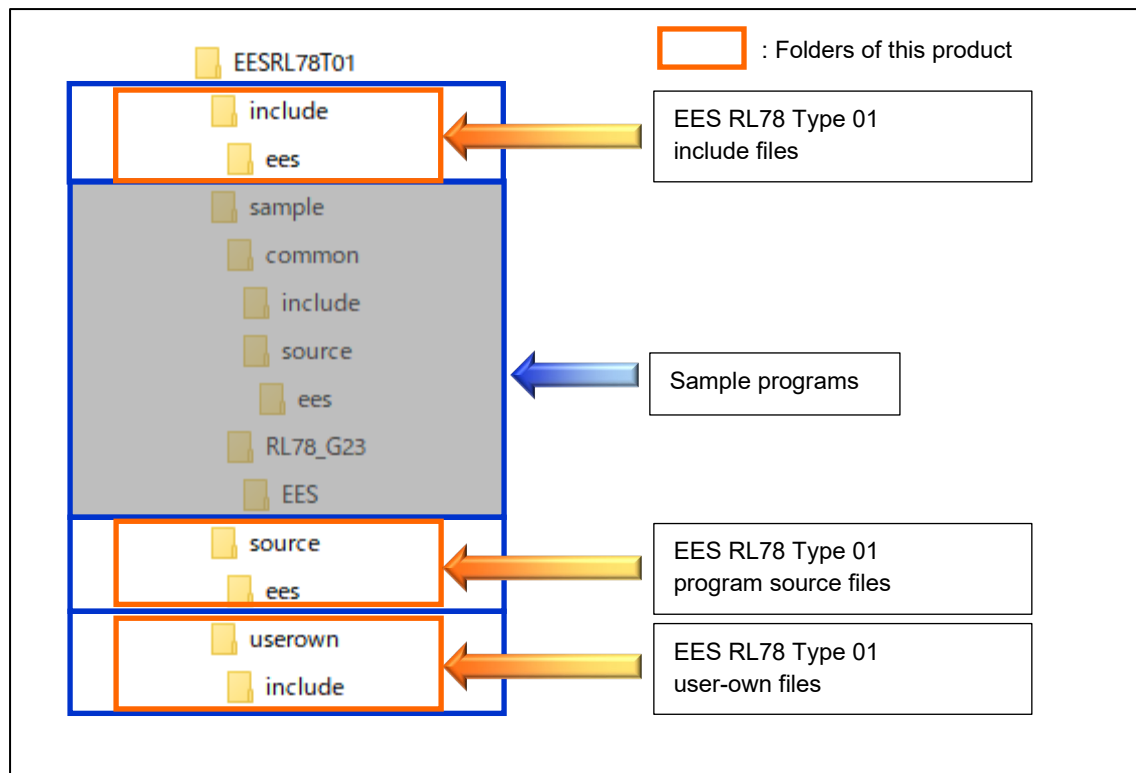 EESRL78T01
: Folders of this product
include
ees
EES RL78 Type 01
include files
sample
common
include
source
ees
RL78_G23
EES
Sample programs
source
ees
EES RL78 Type 01
program source files
userown
include
EES RL78 Type 01
user-own files